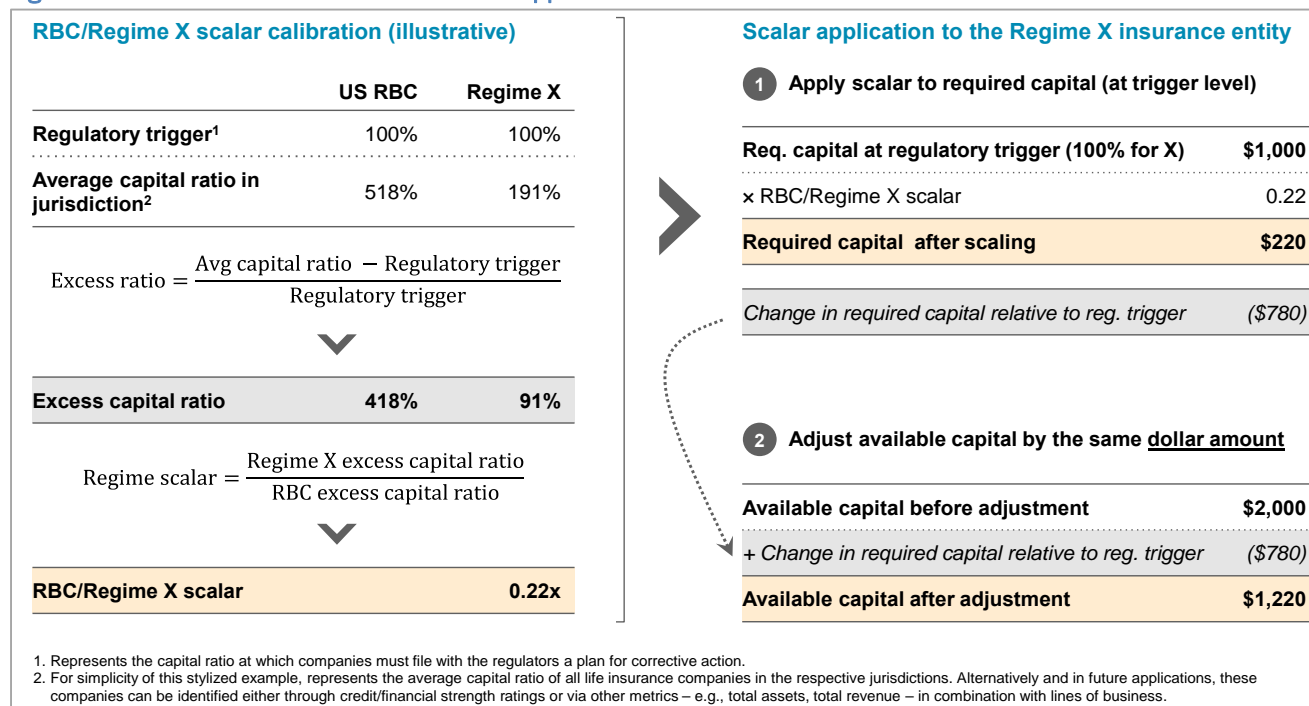 RBC/Regime X scalar calibration (illustrative)
US RBC Regime X
Regulatory trigger¹ 100% 100%
Average capital ratio in
jurisdiction² 518% 191%
Excess ratio = (Avg capital ratio − Regulatory trigger) / Regulatory trigger
Excess capital ratio 418% 91%
Regime scalar = Regime X excess capital ratio / RBC excess capital ratio
RBC/Regime X scalar 0.22x
Scalar application to the Regime X insurance entity
1 Apply scalar to required capital (at trigger level)
Req. capital at regulatory trigger (100% for X) $1,000
× RBC/Regime X scalar 0.22
Required capital after scaling $220
Change in required capital relative to reg. trigger ($780)
2 Adjust available capital by the same dollar amount
Available capital before adjustment $2,000
+ Change in required capital relative to reg. trigger ($780)
Available capital after adjustment $1,220
1. Represents the capital ratio at which companies must file with the regulators a plan for corrective action.
2. For simplicity of this stylized example, represents the average capital ratio of all life insurance companies in the respective jurisdictions. Alternatively and in future applications, these
companies can be identified either through credit/financial strength ratings or via other metrics – e.g., total assets, total revenue – in combination with lines of business.